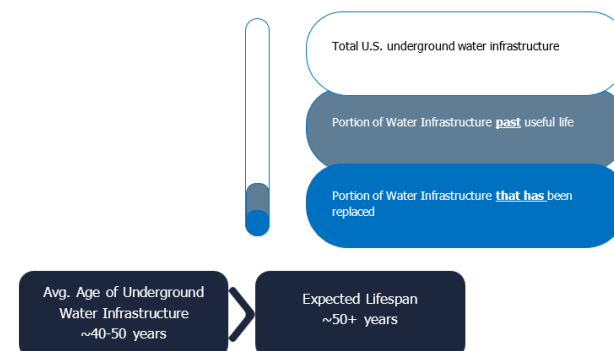 Total U.S. underground water infrastructure
Portion of Water Infrastructure past useful life
Portion of Water Infrastructure that has been
replaced
Avg. Age of Underground
Water Infrastructure
~40-50 years
Expected Lifespan
~50+ years